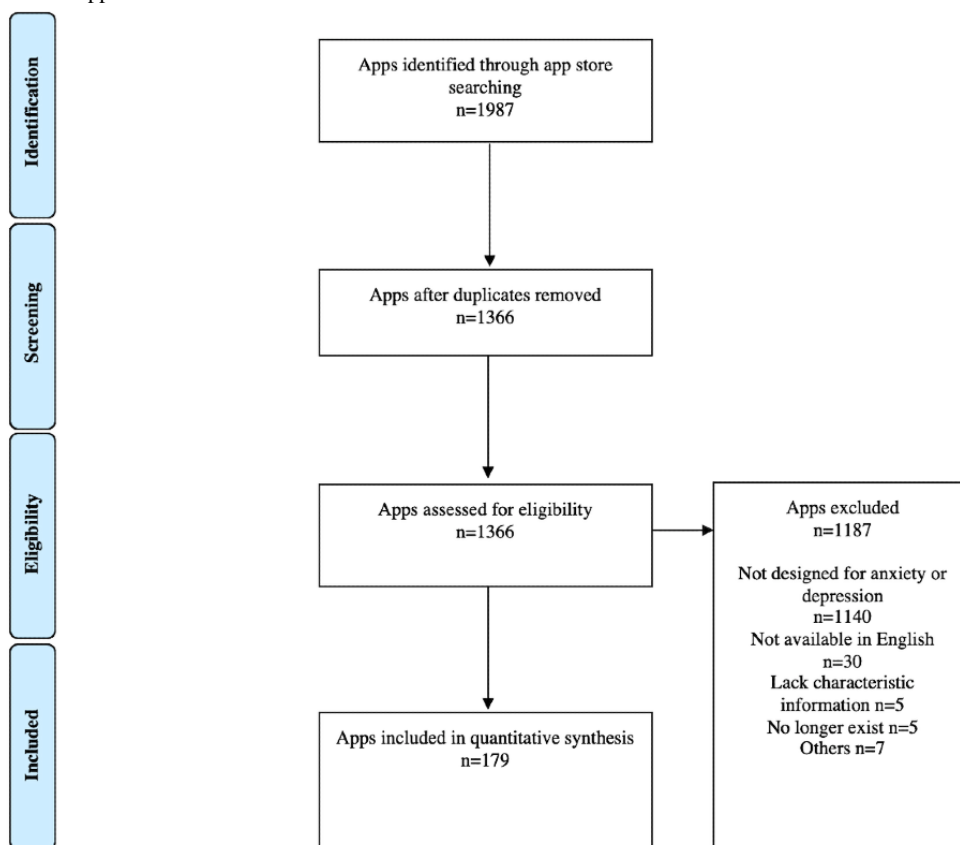 Identification
Apps identified through app store
searching
n=1987
Screening
Apps after duplicates removed
n=1366
Eligibility
Apps assessed for eligibility
n=1366
Apps excluded
n=1187
Not designed for anxiety or
depression
n=1140
Not available in English
n=30
Lack characteristic
information n=5
No longer exist n=5
Others n=7
Included
Apps included in quantitative synthesis
n=179